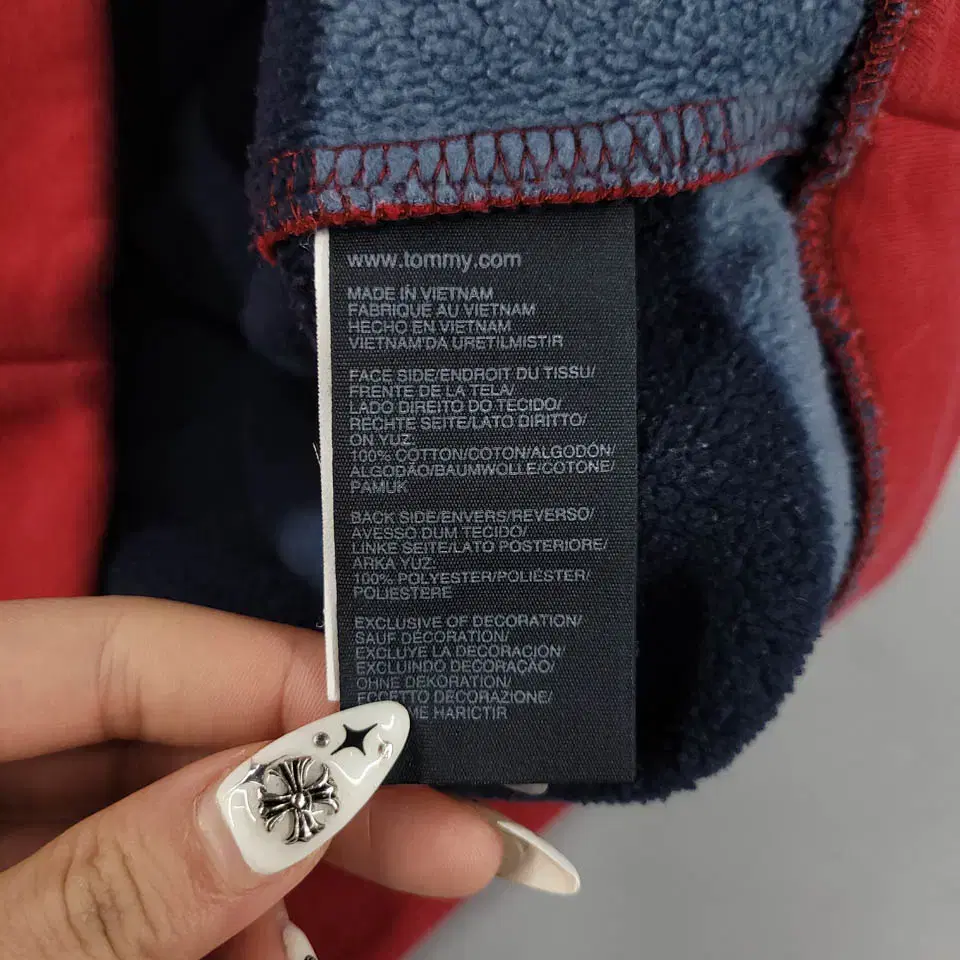 www.tommy.com
MADE IN VIETNAM
FABRIQUE AU VIETNAM
HECHO EN VIETNAM
VIETNAM'DA URETILMISTIR
FACE SIDE/ENDROIT DU TISSU/
FRENTE DE LA TELA/
LADO DIREITO DO TECIDO/
RECHTE SEITE/LATO DIRITTO/
ON YUZ:
100% COTTON/COTON/ALGODÓN/
ALGODÃO/BAUMWOLLE/COTONE/
PAMUK
BACK SIDE/ENVERS/REVERSO/
AVESSO DUM TECIDO/
LINKE SEITE/LATO POSTERIORE/
ARKA YUZ:
100% POLYESTER/POLIÉSTER/
POLIESTERE
EXCLUSIVE OF DECORATION/
SAUF DÉCORATION/
EXCLUYE LA DECORACIÓN/
EXCLUINDO DECORAÇÃO/
OHNE DEKORATION/
ECCETTO DECORAZIONE/
ME HARICTIR